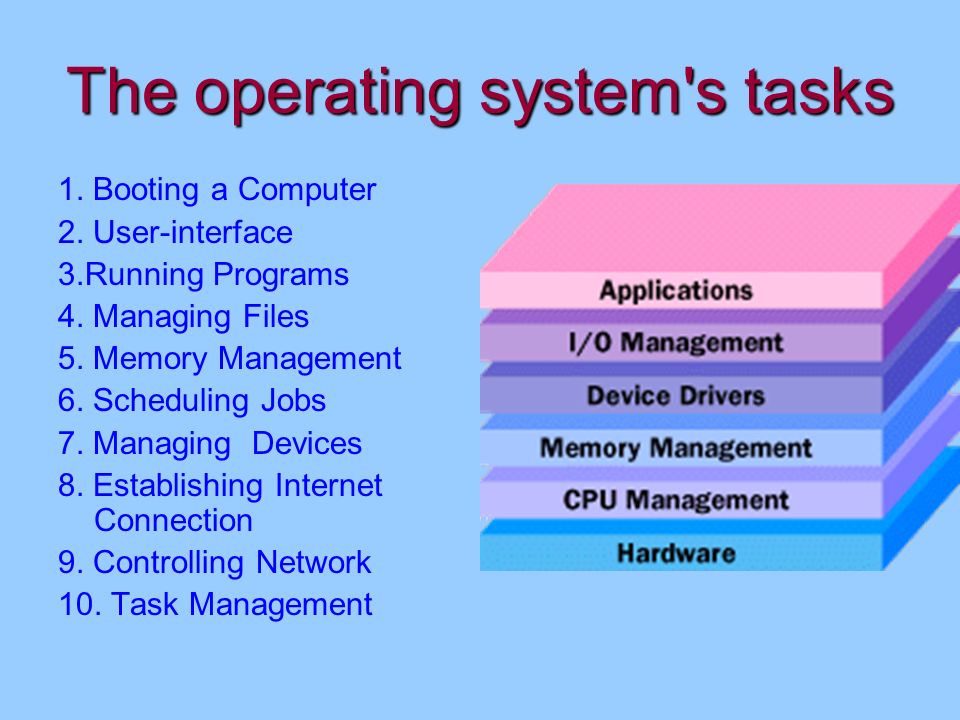 The operating system's tasks
1. Booting a Computer
2. User-interface
3.Running Programs
4. Managing Files
5. Memory Management
6. Scheduling Jobs
7. Managing  Devices
8. Establishing Internet
Connection
9. Controlling Network
10. Task Management
Applications
I/O Management
Device Drivers
Memory Management
CPU Management
Hardware